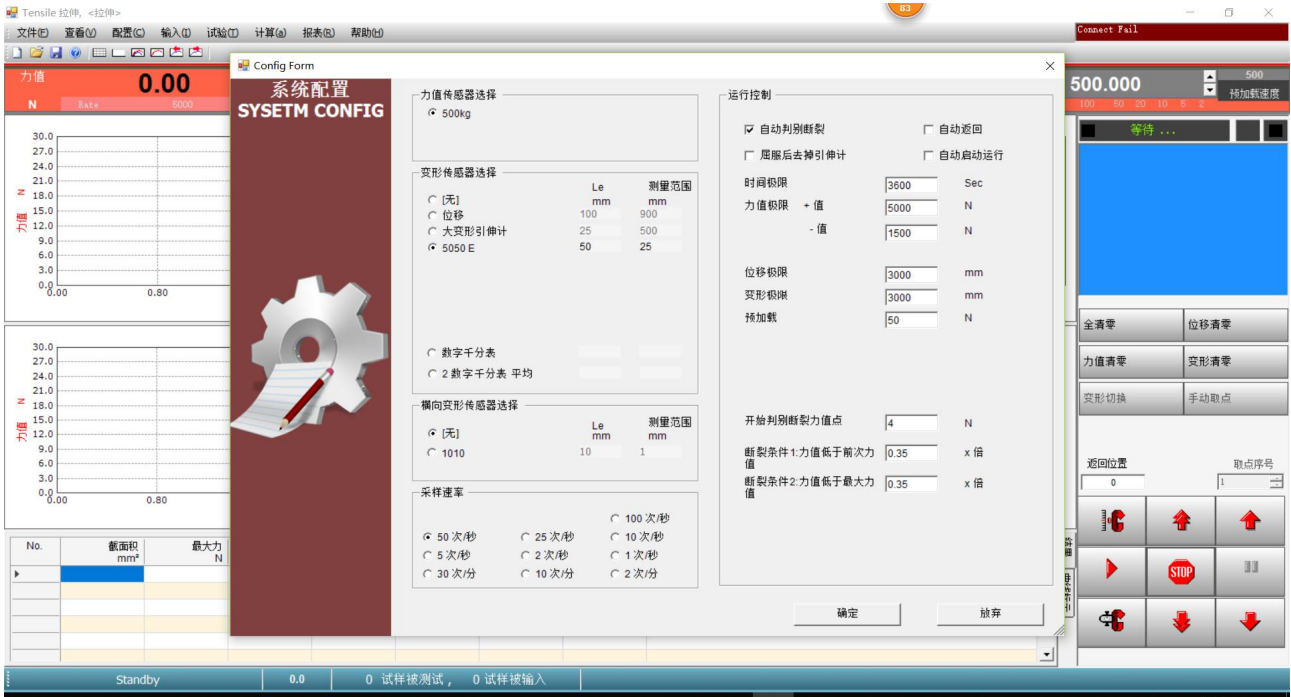 Tensile 拉伸, <拉伸>
83
文件(F) 查看(V) 配置(C) 输入(I) 试验(T) 计算(a) 报表(R) 帮助(H)
Connect Fail
力值
0.00
N Rate 5000
500.000
500
预加载速度
100 50 20 10 5 2
Config Form
系统配置
SYSETM CONFIG
力值传感器选择
500kg
变形传感器选择
Le 测量范围
mm mm
[无]
位移 100 900
大变形引伸计 25 500
5050 E 50 25
数字千分表
2 数字千分表 平均
横向变形传感器选择
Le 测量范围
mm mm
[无]
1010 10 1
采样速率
100 次/秒
50 次/秒 25 次/秒 10 次/秒
5 次/秒 2 次/秒 1 次/秒
30 次/分 10 次/分 2 次/分
运行控制
自动判别断裂 自动返回
屈服后去掉引伸计 自动启动运行
时间极限 3600 Sec
力值极限 + 值 5000 N
- 值 1500 N
位移极限 3000 mm
变形极限 3000 mm
预加载 50 N
开始判别断裂力值点 4 N
断裂条件1:力值低于前次力值 0.35 x 倍
断裂条件2:力值低于最大力值 0.35 x 倍
确定 放弃
力值 N
30.0
27.0
24.0
21.0
18.0
15.0
12.0
9.0
6.0
3.0
0.0
0.00 0.80
力值 N
30.0
27.0
24.0
21.0
18.0
15.0
12.0
9.0
6.0
3.0
0.0
0.00 0.80
No. 截面积 最大力
mm² N
等待 ...
全清零 位移清零
力值清零 变形清零
变形切换 手动取点
返回位置 取点序号
0 1
STOP
结果
Standby 0.0 0 试样被测试, 0 试样被输入